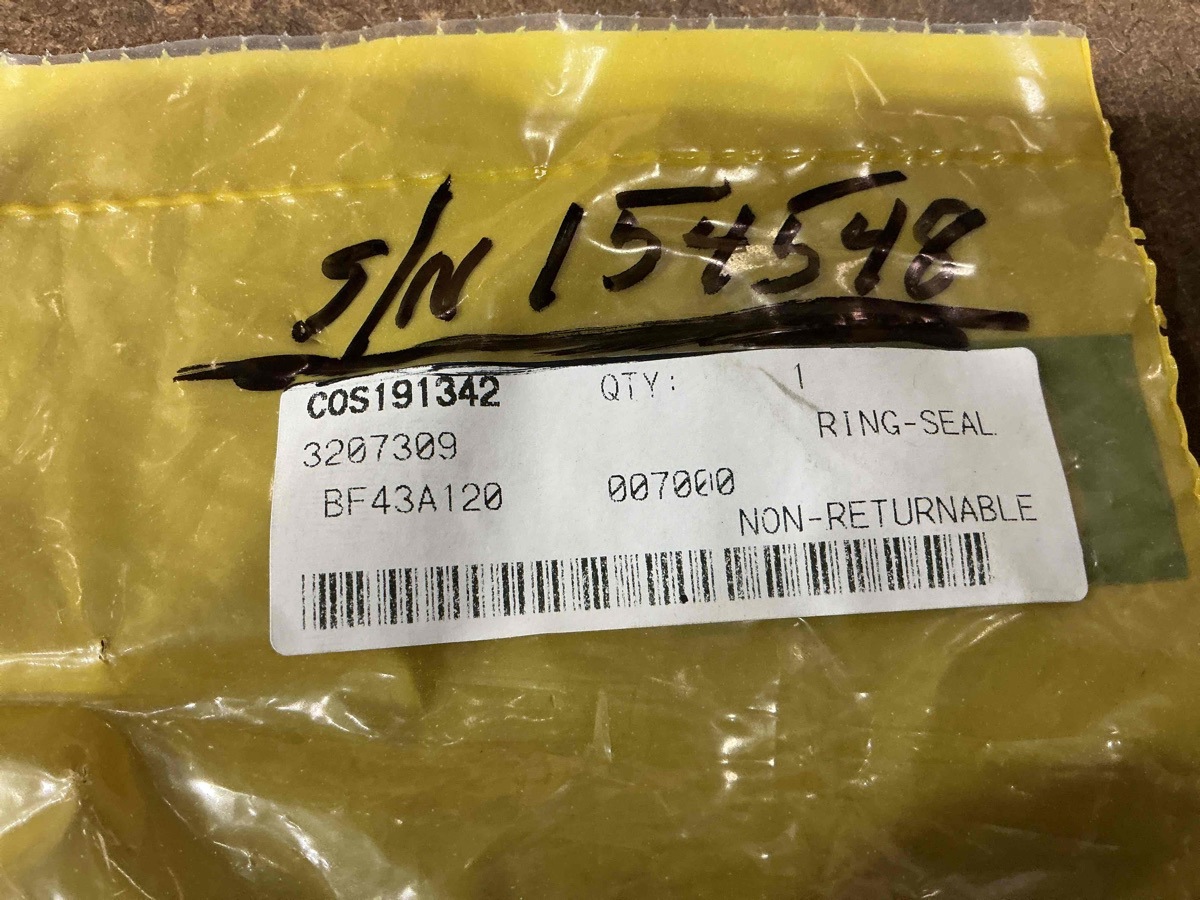 S/N 154548
COS191342 QTY: 1
RING-SEAL
3207309
BF43A120 007000
NON-RETURNABLE